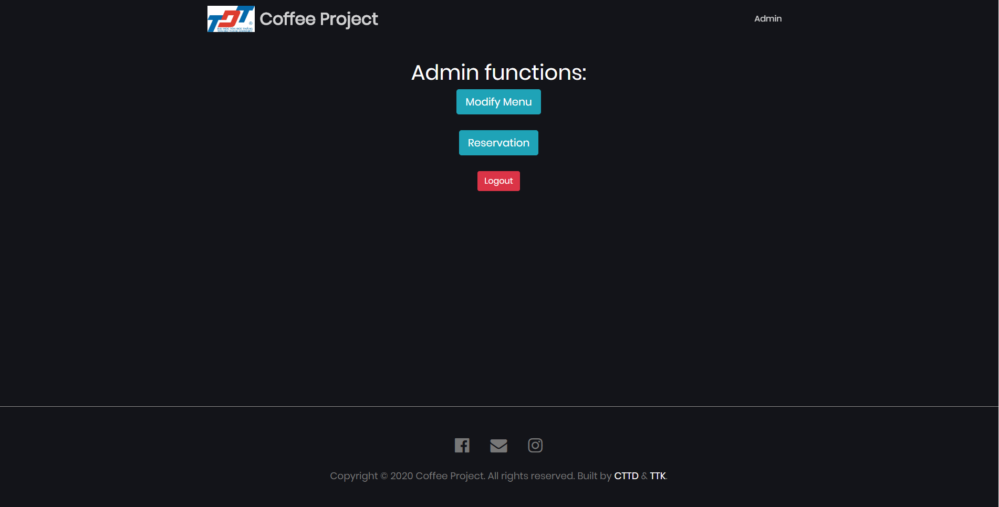 TDT ®
ĐẠI HỌC TÔN ĐỨC THẮNG
TON DUC THANG UNIVERSITY
Coffee Project
Admin
Admin functions:
Modify Menu
Reservation
Logout
Copyright © 2020 Coffee Project. All rights reserved. Built by CTTD & TTK.